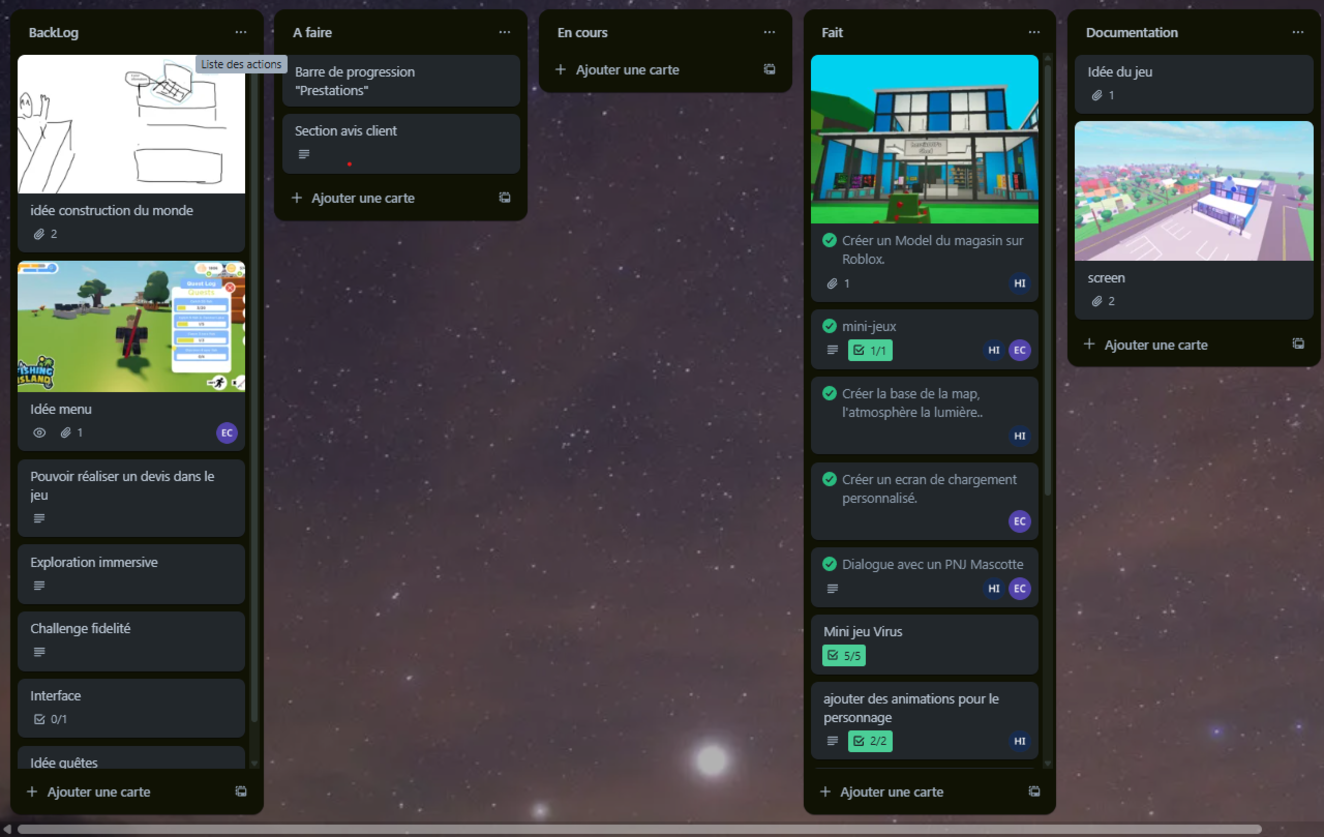 BackLog
Liste des actions
idée construction du monde
2
Quests
FISHING
ISLAND
Idée menu
1
EC
Pouvoir réaliser un devis dans le
jeu
Exploration immersive
Challenge fidelité
Interface
0/1
Idée quêtes
+ Ajouter une carte
A faire
Barre de progression
"Prestations"
Section avis client
+ Ajouter une carte
En cours
+ Ajouter une carte
Fait
Créer un Model du magasin sur
Roblox.
1
HI
mini-jeux
1/1
HI EC
Créer la base de la map,
l'atmosphère la lumière..
HI
Créer un ecran de chargement
personnalisé.
EC
Dialogue avec un PNJ Mascotte
HI EC
Mini jeu Virus
5/5
ajouter des animations pour le
personnage
2/2
HI
+ Ajouter une carte
Documentation
Idée du jeu
1
screen
2
+ Ajouter une carte